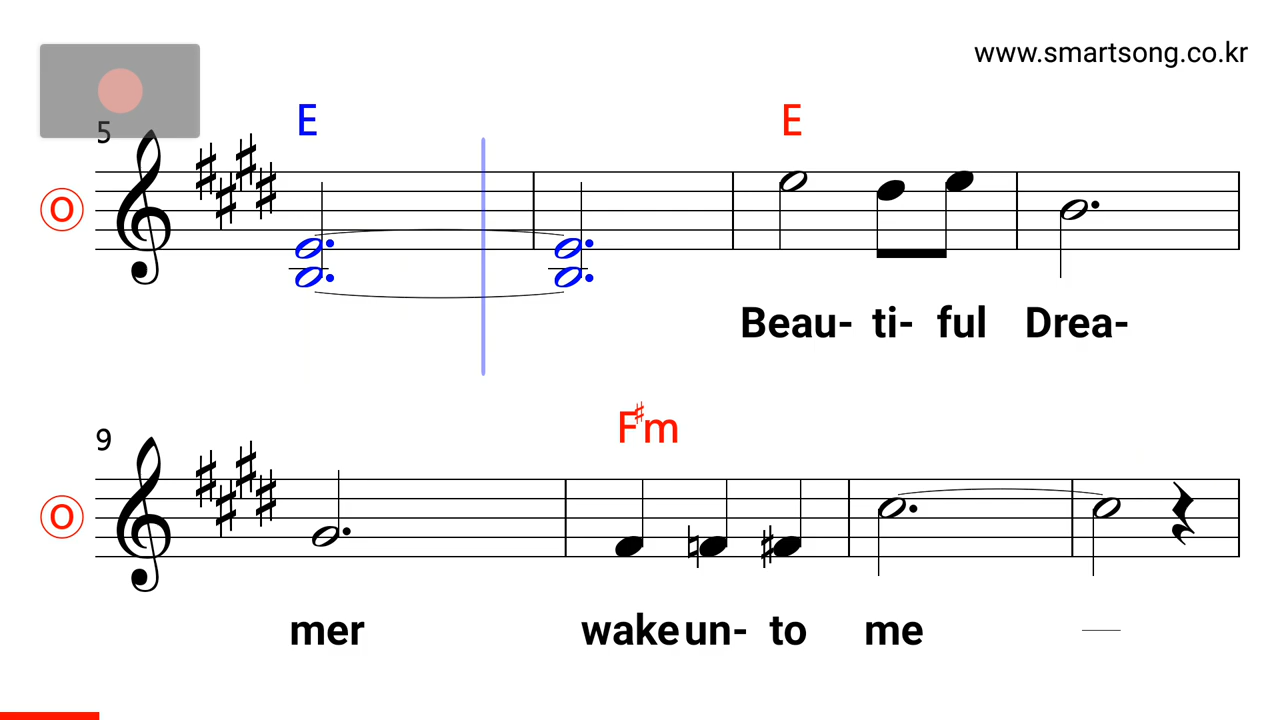 www.smartsong.co.kr
5
E E
O
Beau- ti- ful Drea-
9
F#m
O
mer wake un- to me